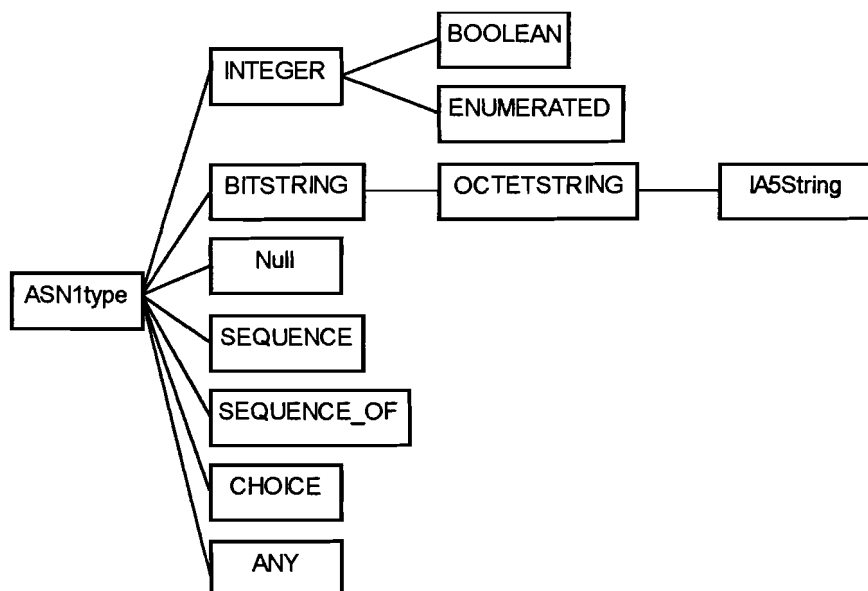 BOOLEAN
INTEGER
ENUMERATED
BITSTRING
OCTETSTRING
IA5String
Null
ASN1type
SEQUENCE
SEQUENCE_OF
CHOICE
ANY